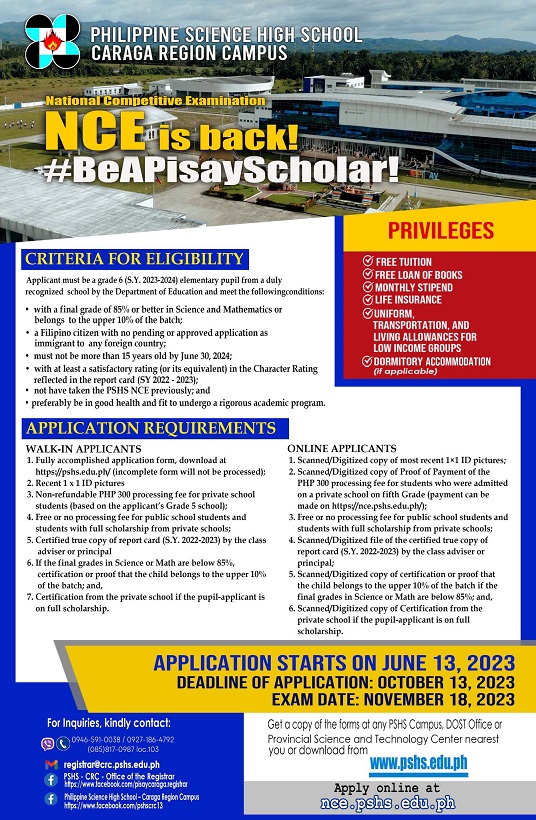 PHILIPPINE SCIENCE HIGH SCHOOL
CARAGA REGION CAMPUS
National Competitive Examination
NCE is back!
#BeAPisayScholar!
PRIVILEGES
FREE TUITION
FREE LOAN OF BOOKS
MONTHLY STIPEND
LIFE INSURANCE
UNIFORM,
TRANSPORTATION, AND
LIVING ALLOWANCES FOR
LOW INCOME GROUPS
DORMITORY ACCOMMODATION
(if applicable)
CRITERIA FOR ELIGIBILITY
Applicant must be a grade 6 (S.Y. 2023-2024) elementary pupil from a duly
recognized school by the Department of Education and meet the followingconditions:
• with a final grade of 85% or better in Science and Mathematics or
belongs to the upper 10% of the batch;
• a Filipino citizen with no pending or approved application as
immigrant to any foreign country;
• must not be more than 15 years old by June 30, 2024;
• with at least a satisfactory rating (or its equivalent) in the Character Rating
reflected in the report card (SY 2022 - 2023);
• not have taken the PSHS NCE previously; and
• preferably be in good health and fit to undergo a rigorous academic program.
APPLICATION REQUIREMENTS
WALK-IN APPLICANTS
1. Fully accomplished application form, download at
https://pshs.edu.ph/ (incomplete form will not be processed);
2. Recent 1 x 1 ID pictures
3. Non-refundable PHP 300 processing fee for private school
students (based on the applicant's Grade 5 school);
4. Free or no processing fee for public school students and
students with full scholarship from private schools;
5. Certified true copy of report card (S.Y. 2022-2023) by the class
adviser or principal
6. If the final grades in Science or Math are below 85%,
certification or proof that the child belongs to the upper 10%
of the batch; and,
7. Certification from the private school if the pupil-applicant is
on full scholarship.
ONLINE APPLICANTS
1. Scanned/Digitized copy of most recent 1×1 ID pictures;
2. Scanned/Digitized copy of Proof of Payment of the
PHP 300 processing fee for students who were admitted
on a private school on fifth Grade (payment can be
made on https://nce.pshs.edu.ph/);
3. Free or no processing fee for public school students and
students with full scholarship from private schools;
4. Scanned/Digitized file of the certified true copy of
report card (S.Y. 2022-2023) by the class adviser or
principal;
5. Scanned/Digitized copy of certification or proof that
the child belongs to the upper 10% of the batch if the
final grades in Science or Math are below 85%; and,
6. Scanned/Digitized copy of Certification from the
private school if the pupil-applicant is on full
scholarship.
APPLICATION STARTS ON JUNE 13, 2023
DEADLINE OF APPLICATION: OCTOBER 13, 2023
EXAM DATE: NOVEMBER 18, 2023
For Inquiries, kindly contact:
0946-591-0038 / 0927-186-4792
(085)817-0987 loc.103
registrar@crc.pshs.edu.ph
PSHS - CRC - Office of the Registrar
https://www.facebook.com/pisaycaraga.registrar
Philippine Science High School - Caraga Region Campus
https://www.facebook.com/pshscrc13
Get a copy of the forms at any PSHS Campus, DOST Office or
Provincial Science and Technology Center nearest
you or download from
www.pshs.edu.ph
Apply online at
nce.pshs.edu.ph